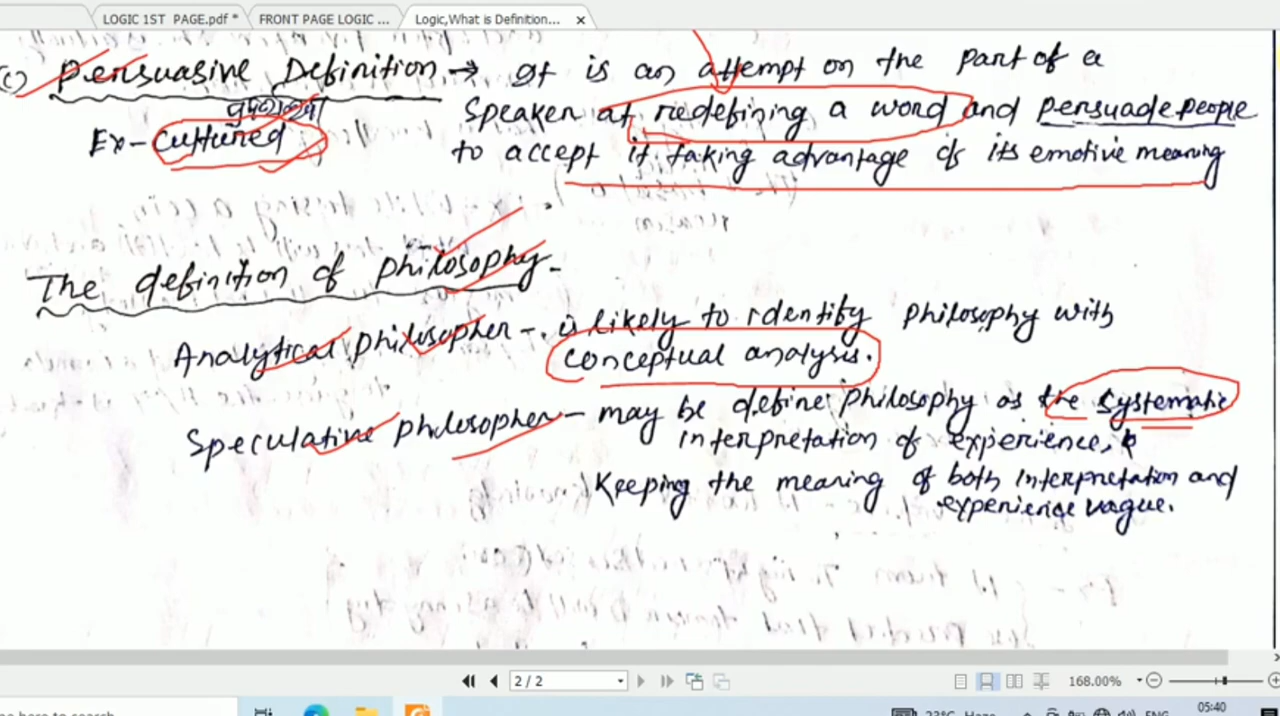 LOGIC 1ST PAGE.pdf * FRONT PAGE LOGIC ... Logic,What is Definition... ×
(c) Persuasive Definition → It is an attempt on the part of a
speaker at redefining a word and persuade people
Ex- Cultured
to accept it taking advantage of its emotive meaning
The definition of philosophy-
Analytical philosopher - is likely to identify philosophy with
conceptual analysis.
Speculative philosopher - may be define philosophy as the systematic
interpretation of experience,
Keeping the meaning of both interpretation and
experience vague.
2 / 2 168.00%
05:40
ENG